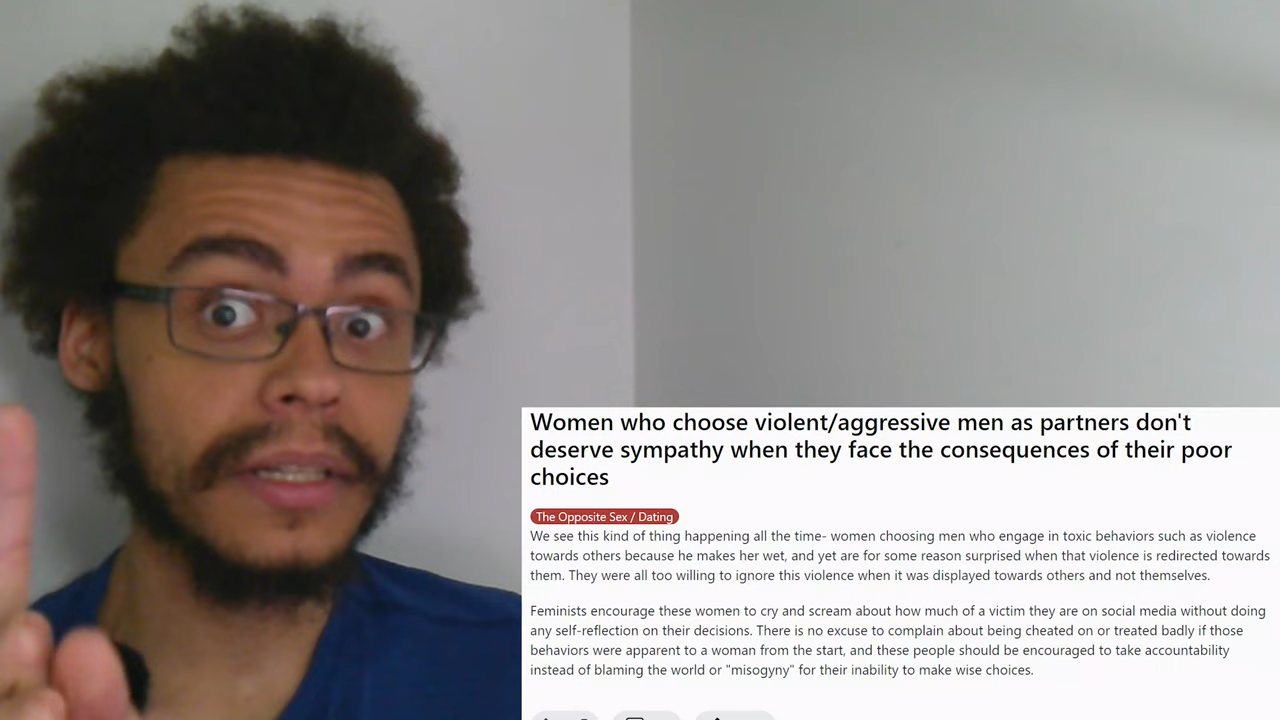 Women who choose violent/aggressive men as partners don't
deserve sympathy when they face the consequences of their poor
choices
The Opposite Sex / Dating
We see this kind of thing happening all the time- women choosing men who engage in toxic behaviors such as violence
towards others because he makes her wet, and yet are for some reason surprised when that violence is redirected towards
them. They were all too willing to ignore this violence when it was displayed towards others and not themselves.
Feminists encourage these women to cry and scream about how much of a victim they are on social media without doing
any self-reflection on their decisions. There is no excuse to complain about being cheated on or treated badly if those
behaviors were apparent to a woman from the start, and these people should be encouraged to take accountability
instead of blaming the world or "misogyny" for their inability to make wise choices.